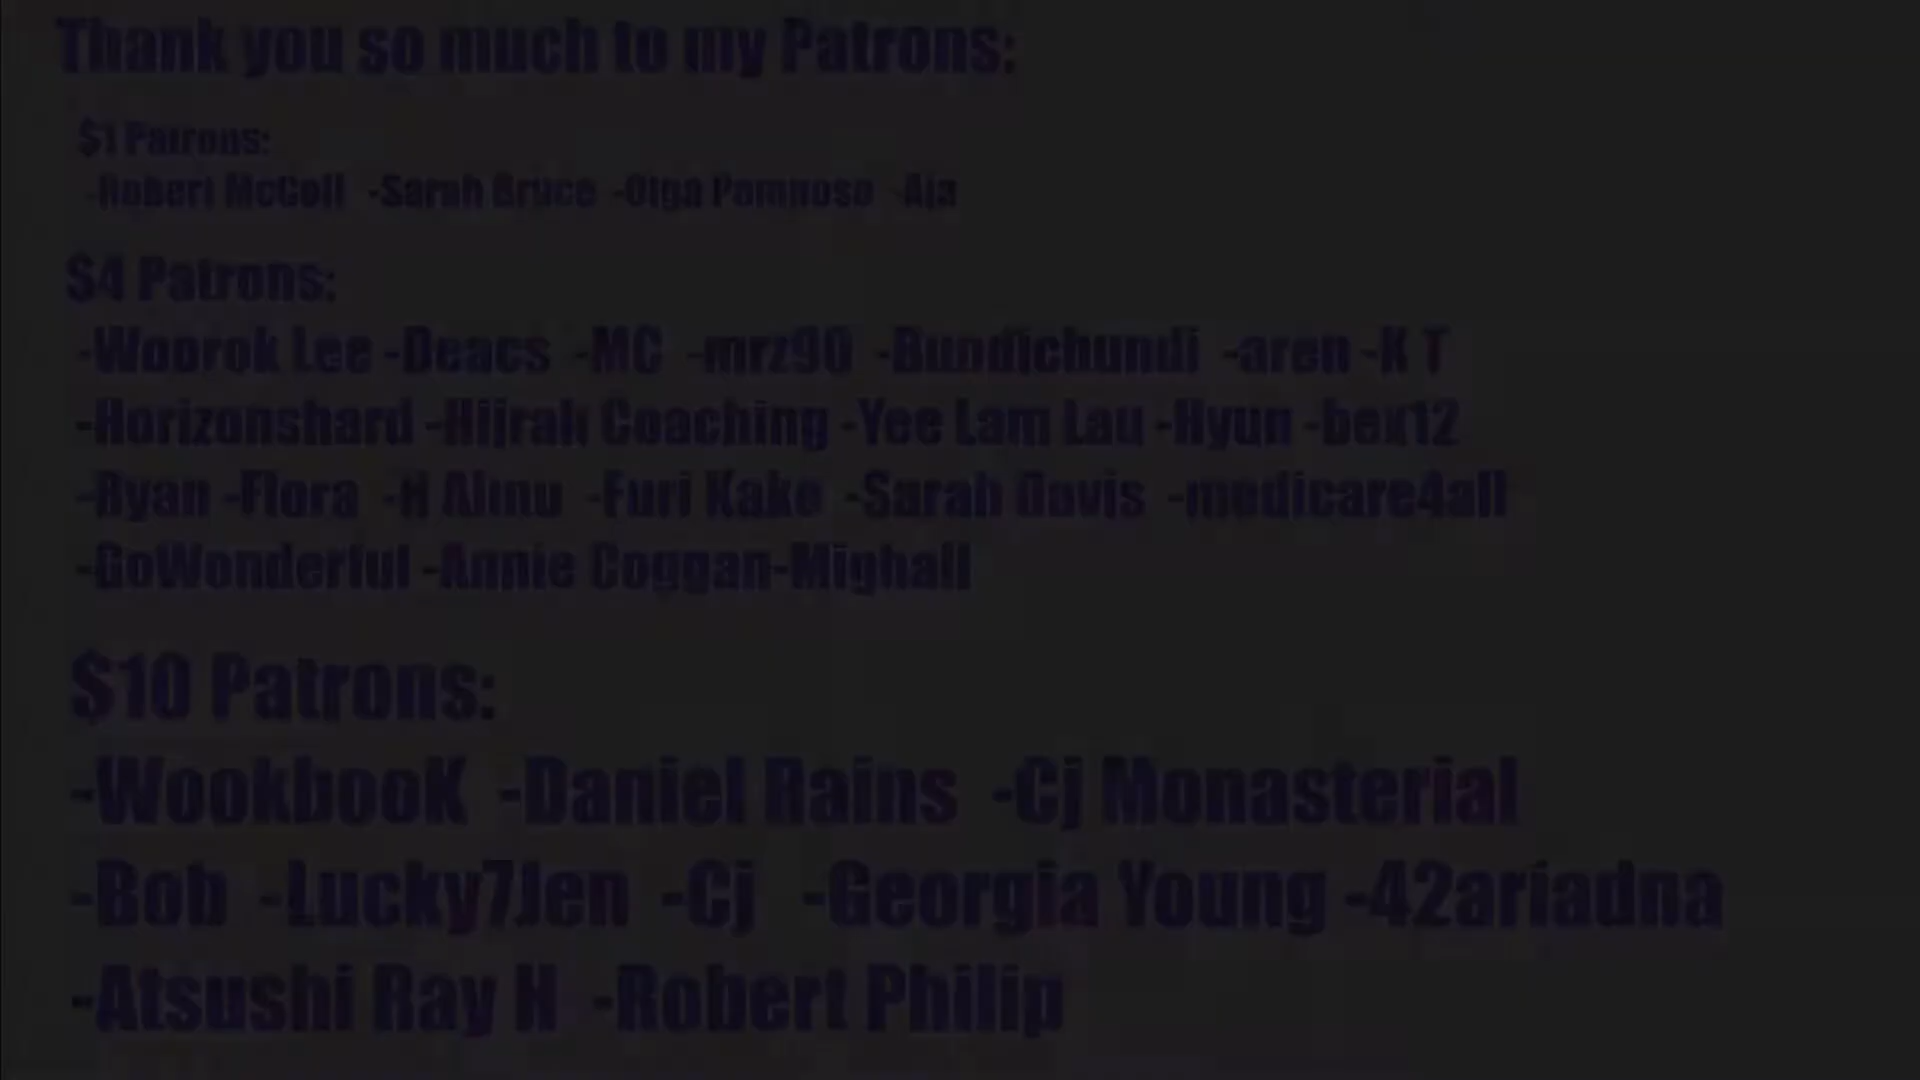 Thank you so much to my Patrons:
$1 Patrons:
-Robert McColl -Sarah Bruce -Olga -Aja
$4 Patrons:
-Woorok Lee -Deacs -MC -mrz90 -Bundichundi -aren -K T
-Horizonshard -Hijrah Coaching -Yee Lam Lau -Hyun -bex12
-Ryan -Flora -H -Furi Kake -Sarah Davis -medicare4all
-GoWonderful -Annie Coggan-Mighall
$10 Patrons:
-WookbooK -Daniel Rains -Cj Monasterial
-Bob -Lucky7Jen -Cj -Georgia Young -42ariadna
-Atsushi Ray H -Robert Philip